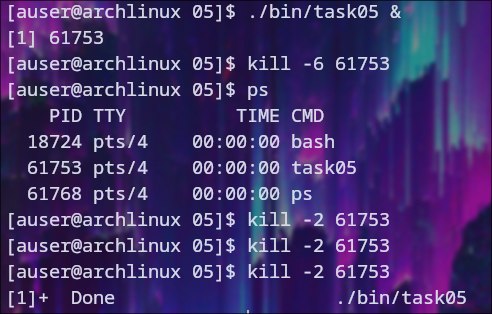 [auser@archlinux 05]$ ./bin/task05 &
[1] 61753
[auser@archlinux 05]$ kill -6 61753
[auser@archlinux 05]$ ps
    PID TTY          TIME CMD
  18724 pts/4    00:00:00 bash
  61753 pts/4    00:00:00 task05
  61768 pts/4    00:00:00 ps
[auser@archlinux 05]$ kill -2 61753
[auser@archlinux 05]$ kill -2 61753
[auser@archlinux 05]$ kill -2 61753
[1]+  Done                    ./bin/task05